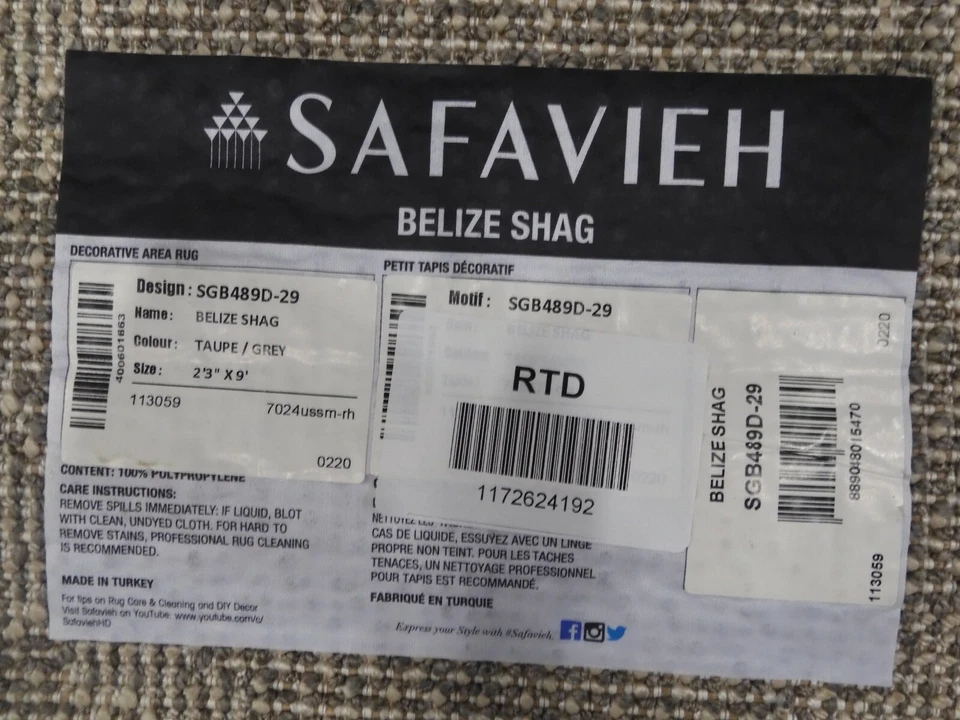 SAFAVIEH
BELIZE SHAG
DECORATIVE AREA RUG
Design: SGB489D-29
Name: BELIZE SHAG
Colour: TAUPE / GREY
Size: 2'3" X 9'
113059 7024ussm-rh
0220
400601663
CONTENT: 100% POLYPROPYLENE
CARE INSTRUCTIONS:
REMOVE SPILLS IMMEDIATELY: IF LIQUID, BLOT
WITH CLEAN, UNDYED CLOTH. FOR HARD TO
REMOVE STAINS, PROFESSIONAL RUG CLEANING
IS RECOMMENDED.
MADE IN TURKEY
For tips on Rug Care & Cleaning and DIY Decor
Visit Safavieh on YouTube: www.youtube.com/c/
SafaviehHD
PETIT TAPIS DÉCORATIF
Motif: SGB489D-29
RTD
1172624192
NETTOYEZ LES
CAS DE LIQUIDE, ESSUYEZ AVEC UN LINGE
PROPRE NON TEINT. POUR LES TACHES
TENACES, UN NETTOYAGE PROFESSIONNEL
POUR TAPIS EST RECOMMANDÉ.
FABRIQUÉ EN TURQUIE
Express your Style with #Safavieh.
BELIZE SHAG
SGB489D-29
889048015470
0220
113059